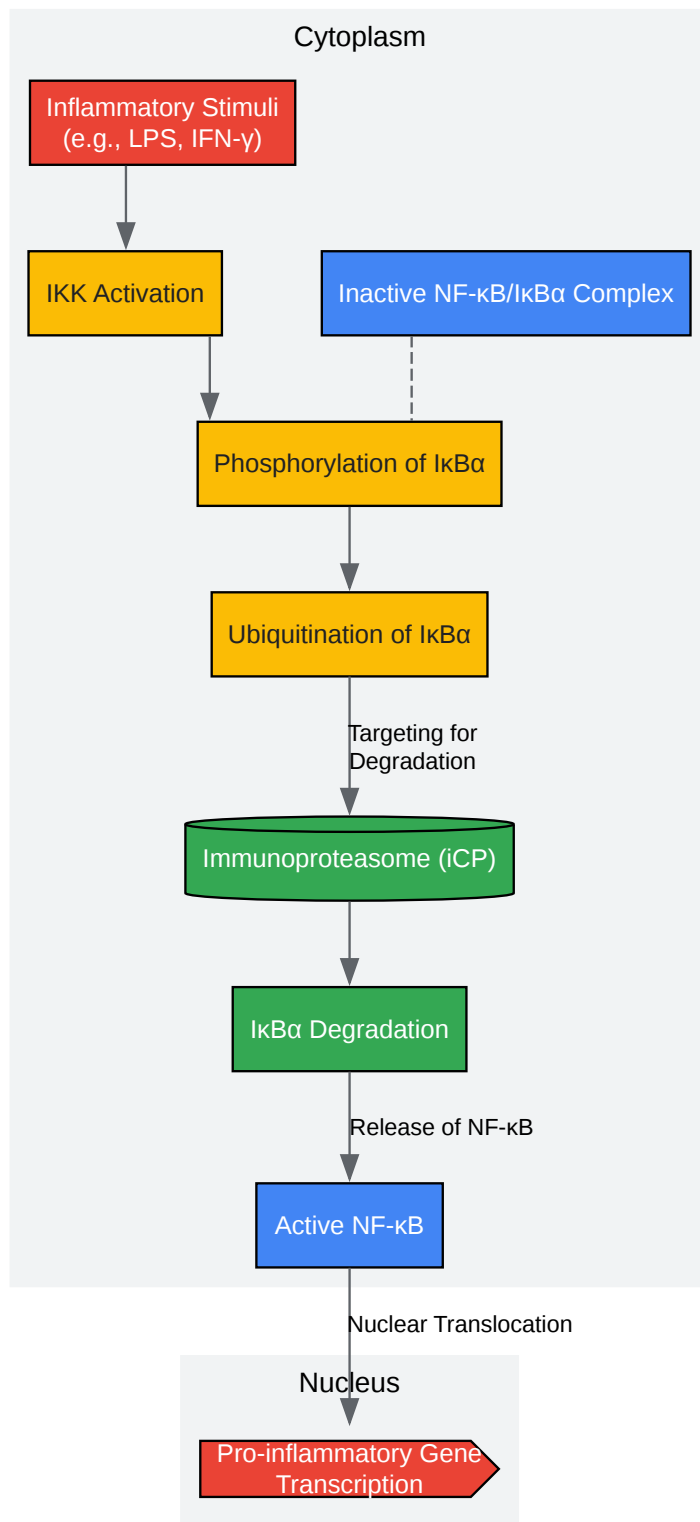 Cytoplasm
Inflammatory Stimuli
(e.g., LPS, IFN-γ)
IKK Activation
Inactive NF-κB/IκBα Complex
Phosphorylation of IκBα
Ubiquitination of IκBα
Targeting for
Degradation
Immunoproteasome (iCP)
IκBα Degradation
Release of NF-κB
Active NF-κB
Nuclear Translocation
Nucleus
Pro-inflammatory Gene
Transcription